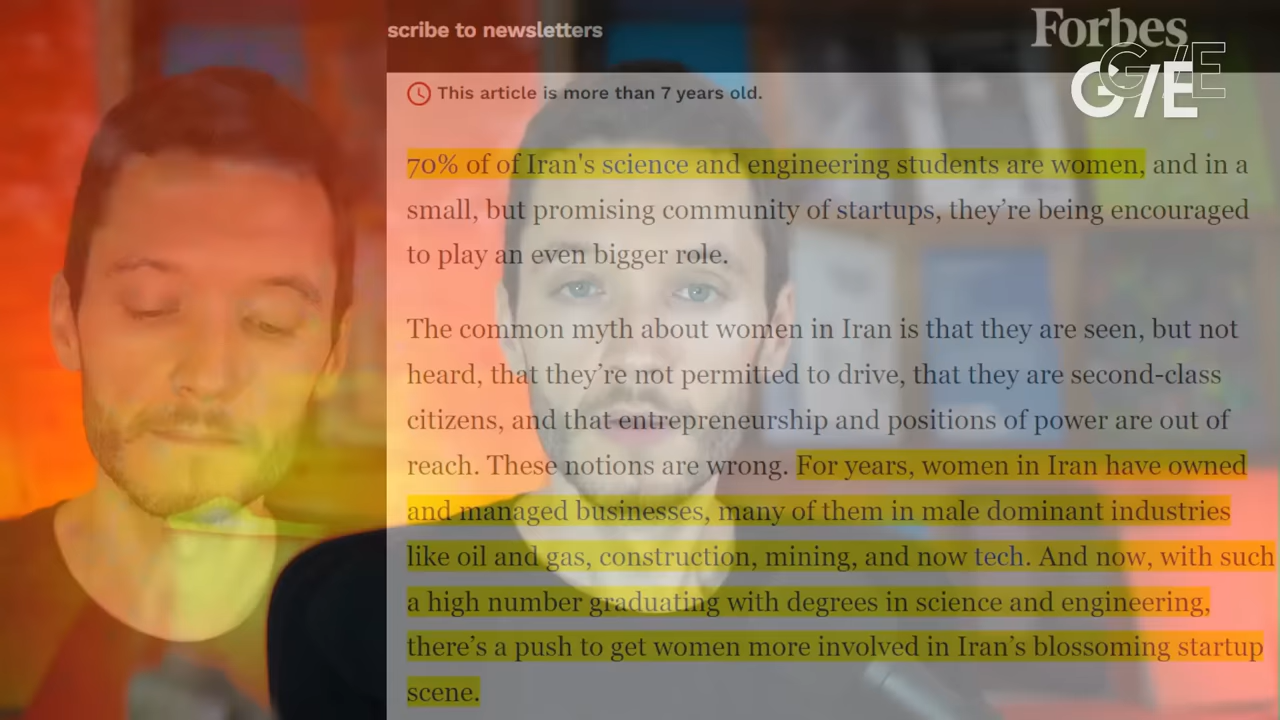 scribe to newsletters
Forbes
G/E
G/E
This article is more than 7 years old.
70% of of Iran's science and engineering students are women, and in a
small, but promising community of startups, they’re being encouraged
to play an even bigger role.
The common myth about women in Iran is that they are seen, but not
heard, that they’re not permitted to drive, that they are second-class
citizens, and that entrepreneurship and positions of power are out of
reach. These notions are wrong. For years, women in Iran have owned
and managed businesses, many of them in male dominant industries
like oil and gas, construction, mining, and now tech. And now, with such
a high number graduating with degrees in science and engineering,
there’s a push to get women more involved in Iran’s blossoming startup
scene.